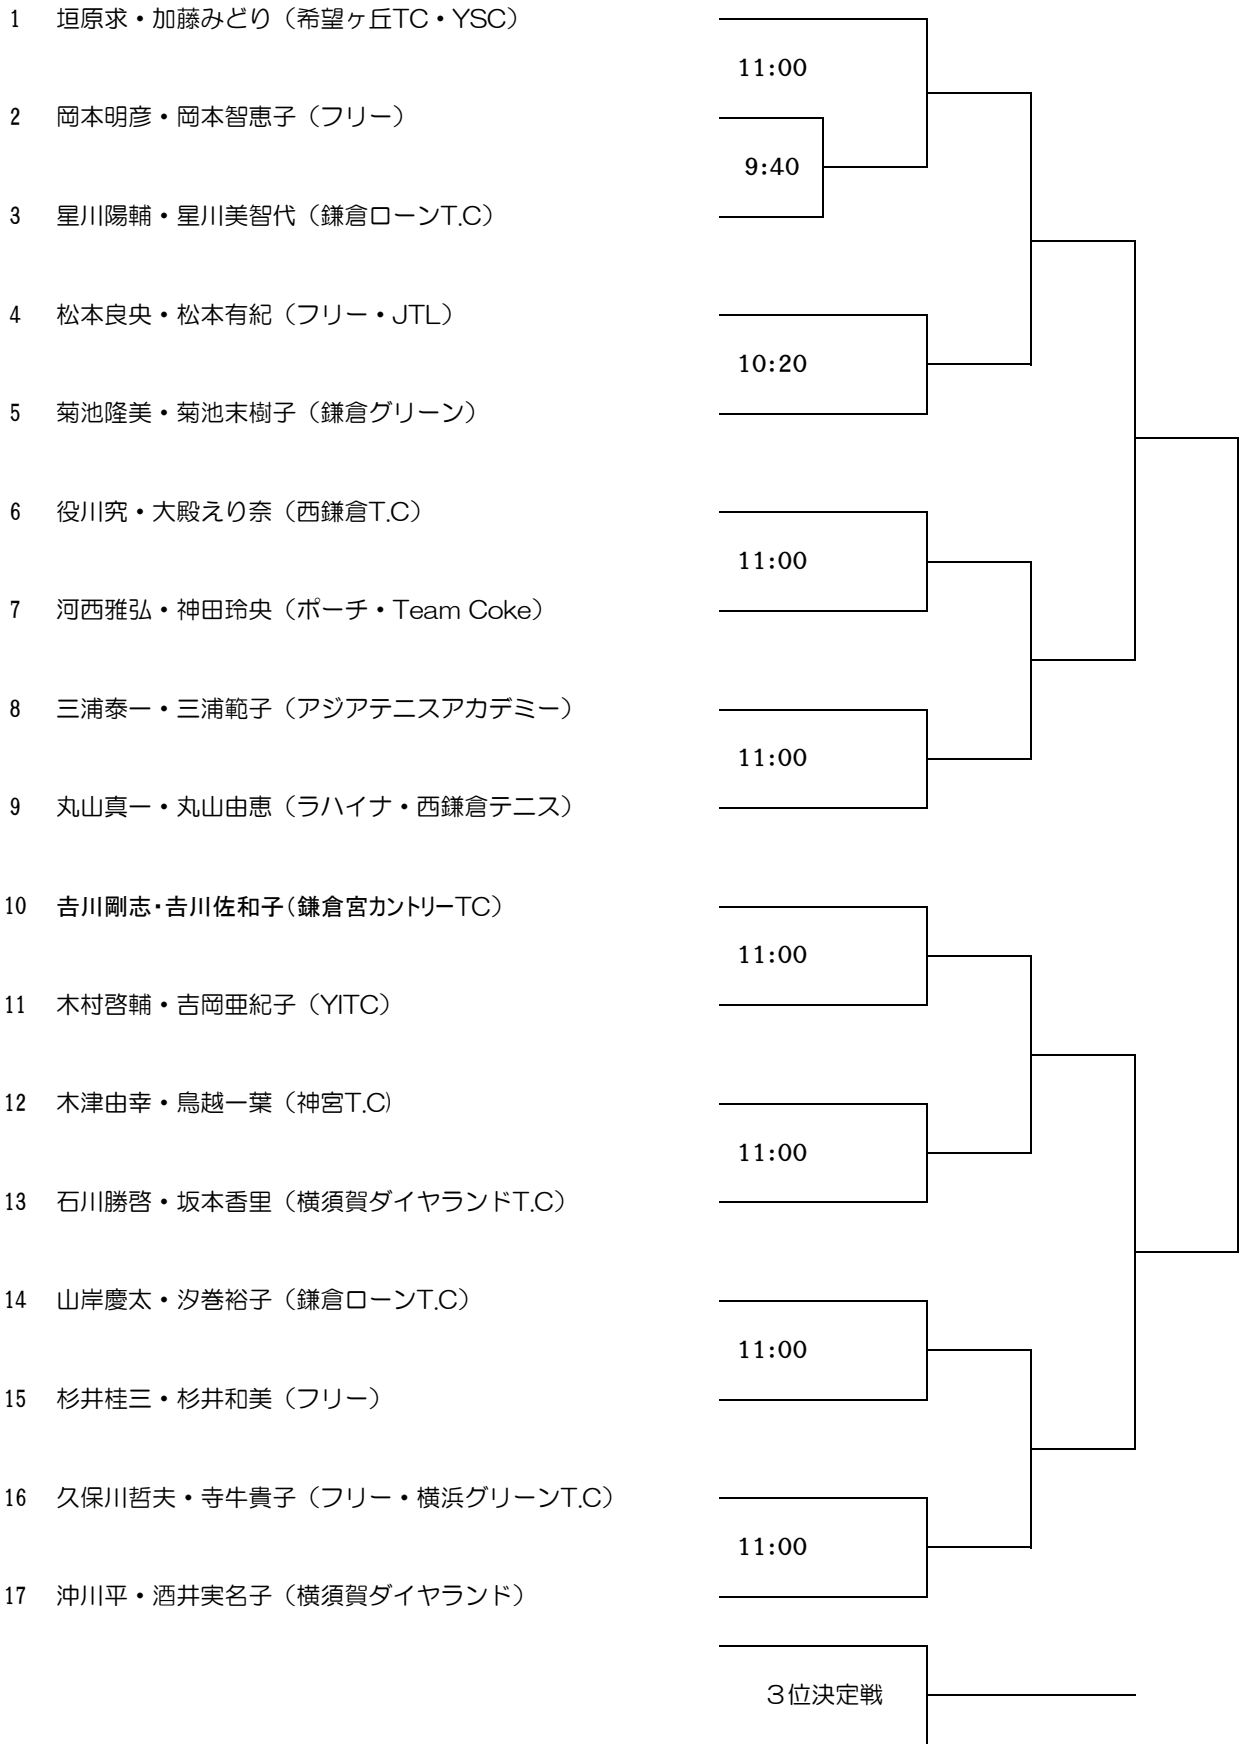 1 垣原求・加藤みどり（希望ヶ丘TC・YSC）
11:00
2 岡本明彦・岡本智恵子（フリー）
9:40
3 星川陽輔・星川美智代（鎌倉ローンT.C）
4 松本良央・松本有紀（フリー・JTL）
10:20
5 菊池隆美・菊池末樹子（鎌倉グリーン）
6 役川究・大殿えり奈（西鎌倉T.C）
11:00
7 河西雅弘・神田玲央（ポーチ・Team Coke）
8 三浦泰一・三浦範子（アジアテニスアカデミー）
11:00
9 丸山真一・丸山由恵（ラハイナ・西鎌倉テニス）
10 𠮷川剛志・𠮷川佐和子（鎌倉宮カントリーTC）
11:00
11 木村啓輔・吉岡亜紀子（YITC）
12 木津由幸・鳥越一葉（神宮T.C)
11:00
13 石川勝啓・坂本香里（横須賀ダイヤランドT.C）
14 山岸慶太・汐巻裕子（鎌倉ローンT.C）
11:00
15 杉井桂三・杉井和美（フリー）
16 久保川哲夫・寺牛貴子（フリー・横浜グリーンT.C）
11:00
17 沖川平・酒井実名子（横須賀ダイヤランド）
３位決定戦